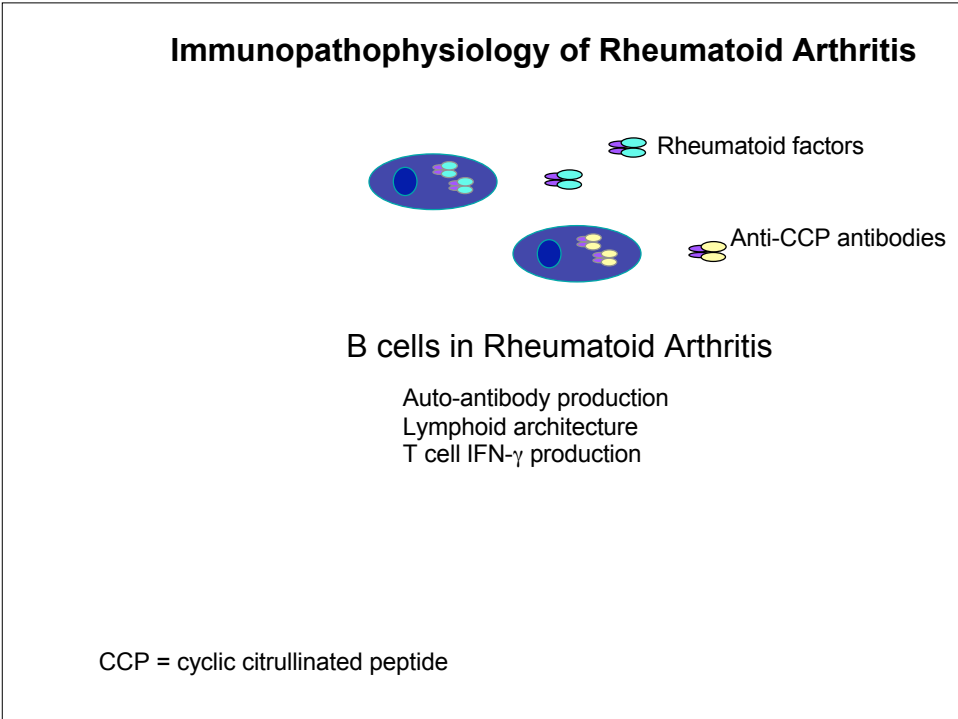 Immunopathophysiology of Rheumatoid Arthritis
Rheumatoid factors
Anti-CCP antibodies
B cells in Rheumatoid Arthritis
Auto-antibody production
Lymphoid architecture
T cell IFN-γ production
CCP = cyclic citrullinated peptide